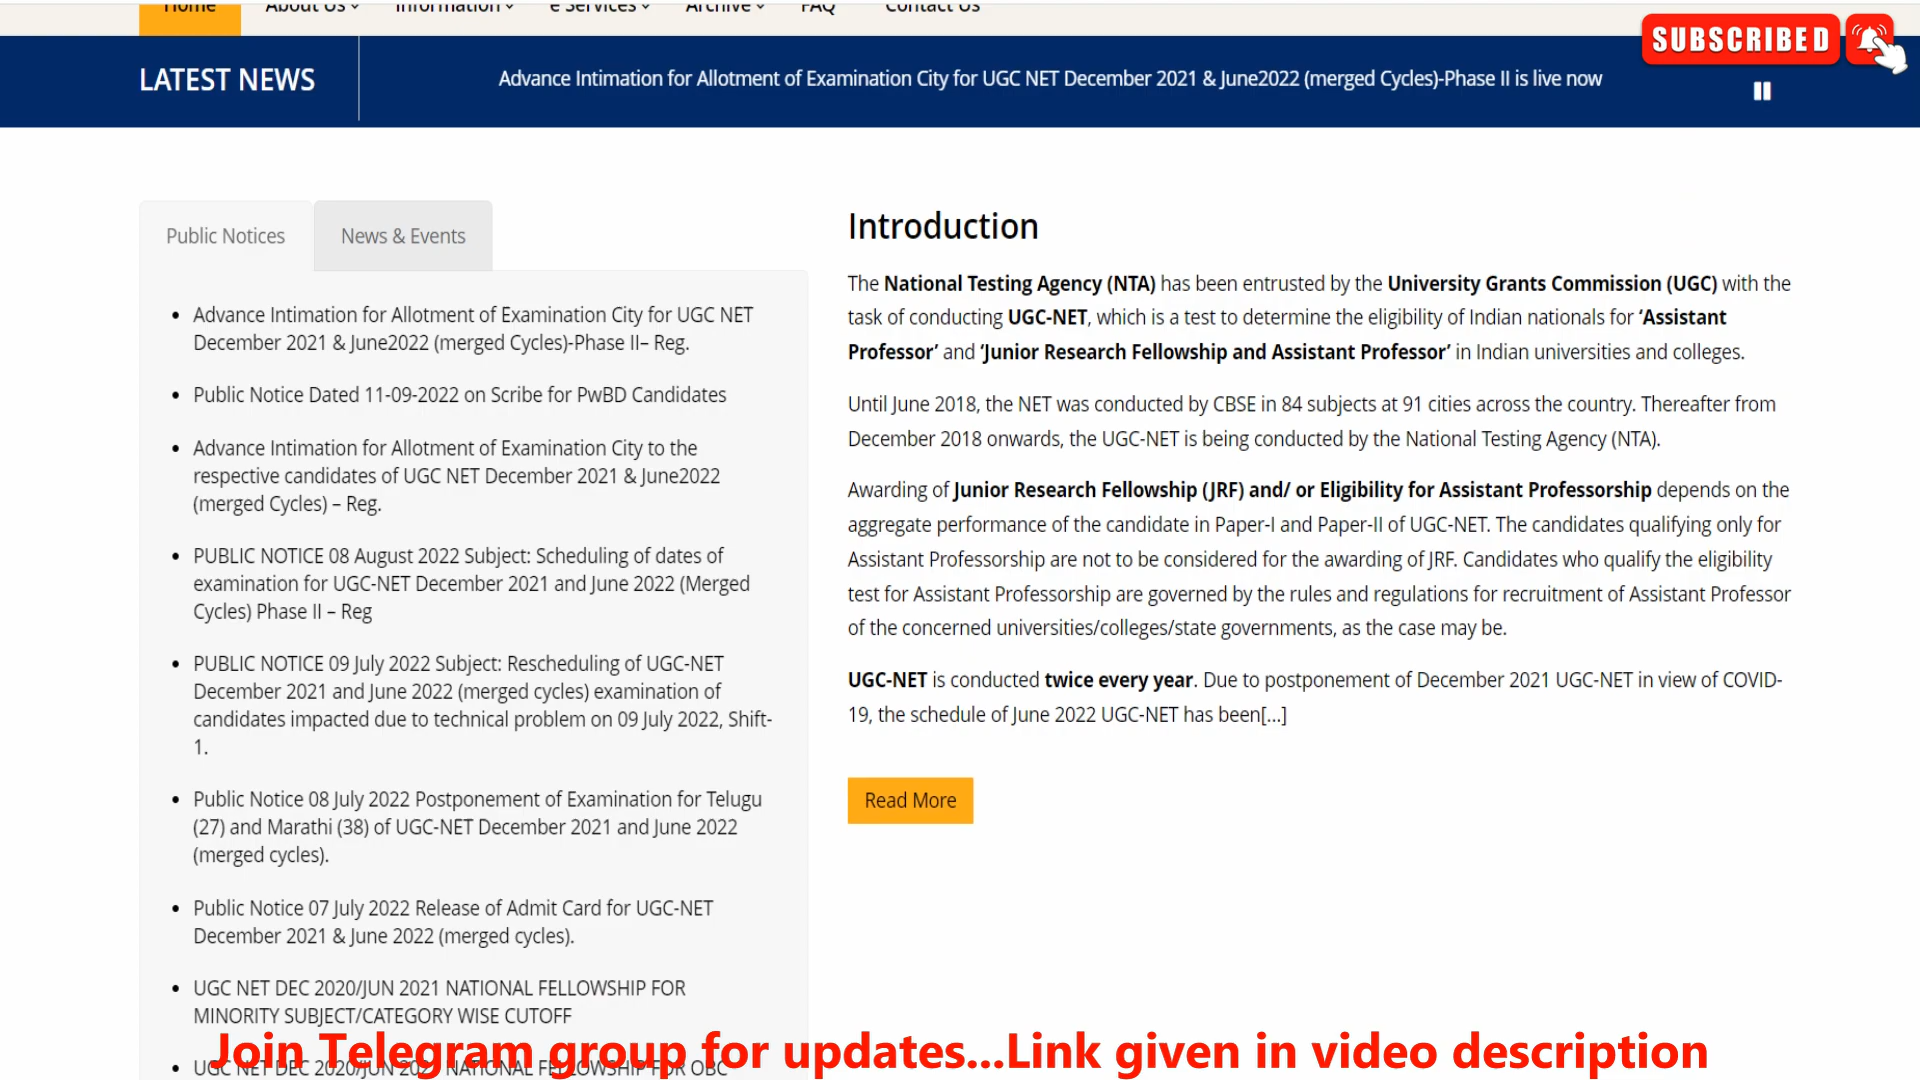 Home About Us Information e Services Archive FAQ Contact Us
SUBSCRIBED
LATEST NEWS
Advance Intimation for Allotment of Examination City for UGC NET December 2021 & June2022 (merged Cycles)-Phase II is live now
Public Notices
News & Events
Advance Intimation for Allotment of Examination City for UGC NET
December 2021 & June2022 (merged Cycles)-Phase II– Reg.
Public Notice Dated 11-09-2022 on Scribe for PwBD Candidates
Advance Intimation for Allotment of Examination City to the
respective candidates of UGC NET December 2021 & June2022
(merged Cycles) – Reg.
PUBLIC NOTICE 08 August 2022 Subject: Scheduling of dates of
examination for UGC-NET December 2021 and June 2022 (Merged
Cycles) Phase II – Reg
PUBLIC NOTICE 09 July 2022 Subject: Rescheduling of UGC-NET
December 2021 and June 2022 (merged cycles) examination of
candidates impacted due to technical problem on 09 July 2022, Shift-
1.
Public Notice 08 July 2022 Postponement of Examination for Telugu
(27) and Marathi (38) of UGC-NET December 2021 and June 2022
(merged cycles).
Public Notice 07 July 2022 Release of Admit Card for UGC-NET
December 2021 & June 2022 (merged cycles).
UGC NET DEC 2020/JUN 2021 NATIONAL FELLOWSHIP FOR
MINORITY SUBJECT/CATEGORY WISE CUTOFF
UGC NET DEC 2020/JUN 2021 NATIONAL FELLOWSHIP FOR OBC
Introduction
The National Testing Agency (NTA) has been entrusted by the University Grants Commission (UGC) with the
task of conducting UGC-NET, which is a test to determine the eligibility of Indian nationals for ‘Assistant
Professor’ and ‘Junior Research Fellowship and Assistant Professor’ in Indian universities and colleges.
Until June 2018, the NET was conducted by CBSE in 84 subjects at 91 cities across the country. Thereafter from
December 2018 onwards, the UGC-NET is being conducted by the National Testing Agency (NTA).
Awarding of Junior Research Fellowship (JRF) and/ or Eligibility for Assistant Professorship depends on the
aggregate performance of the candidate in Paper-I and Paper-II of UGC-NET. The candidates qualifying only for
Assistant Professorship are not to be considered for the awarding of JRF. Candidates who qualify the eligibility
test for Assistant Professorship are governed by the rules and regulations for recruitment of Assistant Professor
of the concerned universities/colleges/state governments, as the case may be.
UGC-NET is conducted twice every year. Due to postponement of December 2021 UGC-NET in view of COVID-
19, the schedule of June 2022 UGC-NET has been[...]
Read More
Join Telegram group for updates...Link given in video description